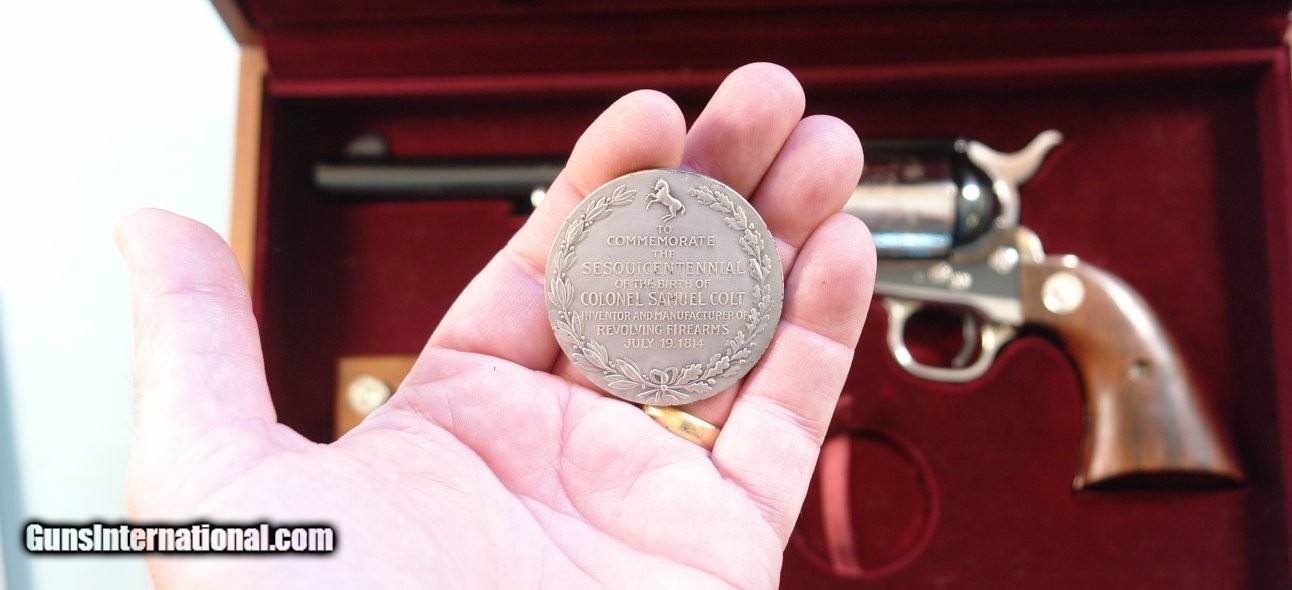 TO
COMMEMORATE
THE
SESQUICENTENNIAL
OF THE BIRTH OF
COLONEL SAMUEL COLT
INVENTOR AND MANUFACTURER OF
REVOLVING FIREARMS
JULY 19, 1814
GunsInternational.com